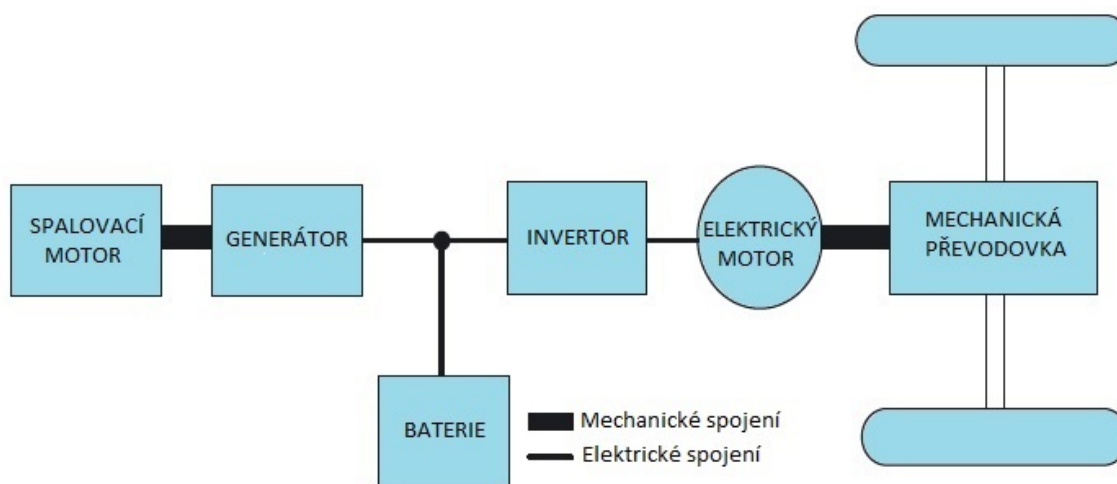 SPALOVACÍ
MOTOR
GENERÁTOR
INVERTOR
ELEKTRICKÝ
MOTOR
MECHANICKÁ
PŘEVODOVKA
BATERIE
Mechanické spojení
Elektrické spojení